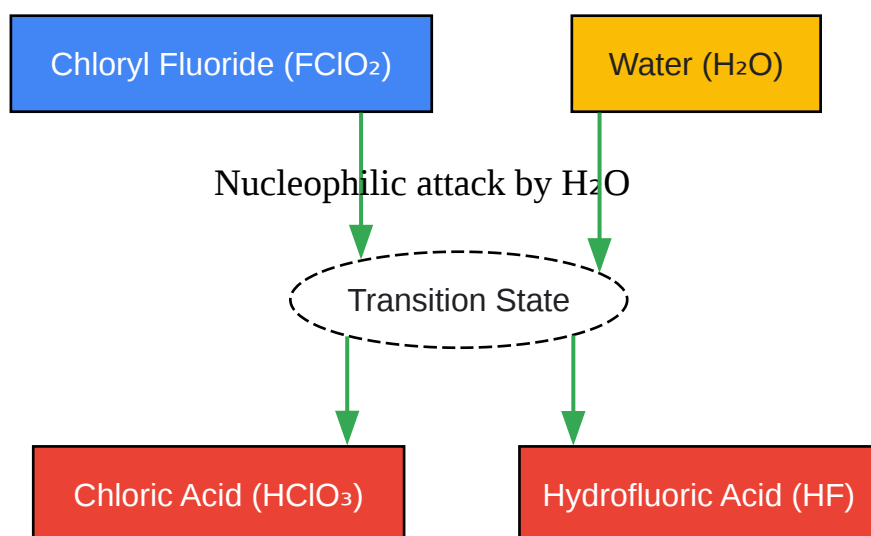 Chloryl Fluoride (FClO₂)
Water (H₂O)
Nucleophilic attack by H₂O
Transition State
Chloric Acid (HClO₃)
Hydrofluoric Acid (HF)